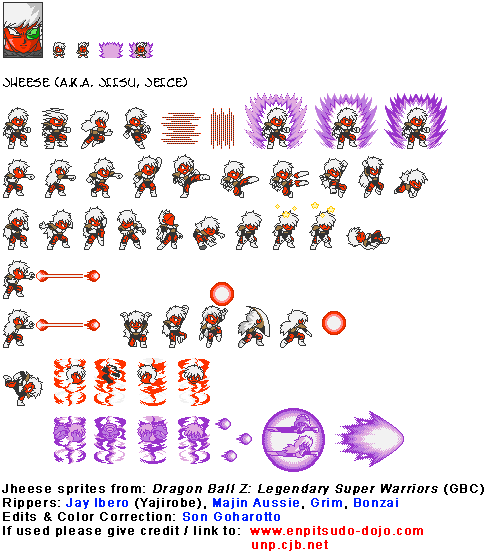 JHEESE (A.K.A. JIISU, JEICE)
Jheese sprites from: Dragon Ball Z: Legendary Super Warriors (GBC)
Rippers: Jay Ibero (Yajirobe), Majin Aussie, Grim, Bonzai
Edits & Color Correction: Son Goharotto
If used please give credit / link to: www.enpitsudo-dojo.com
unp.cjb.net